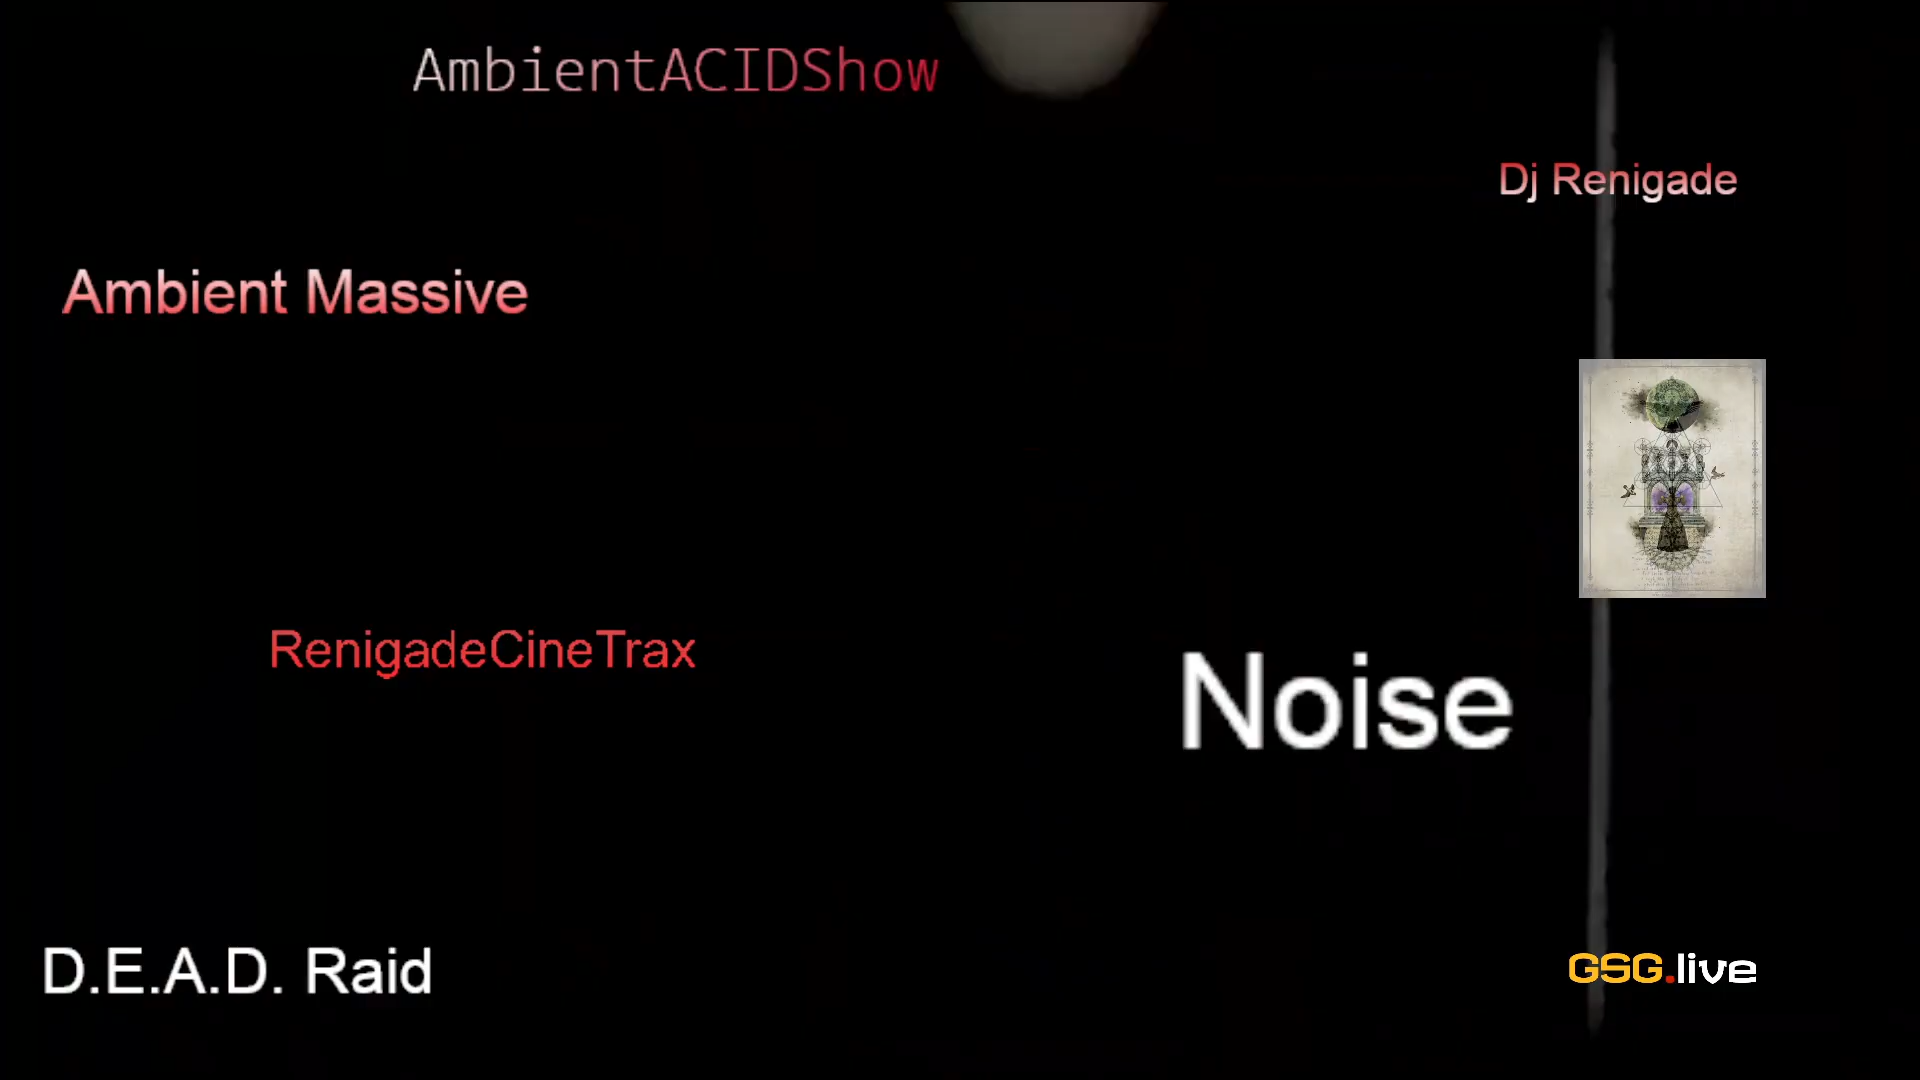 AmbientACIDShow
Dj Renigade
Ambient Massive
RenigadeCineTrax
Noise
D.E.A.D. Raid
GSG.live